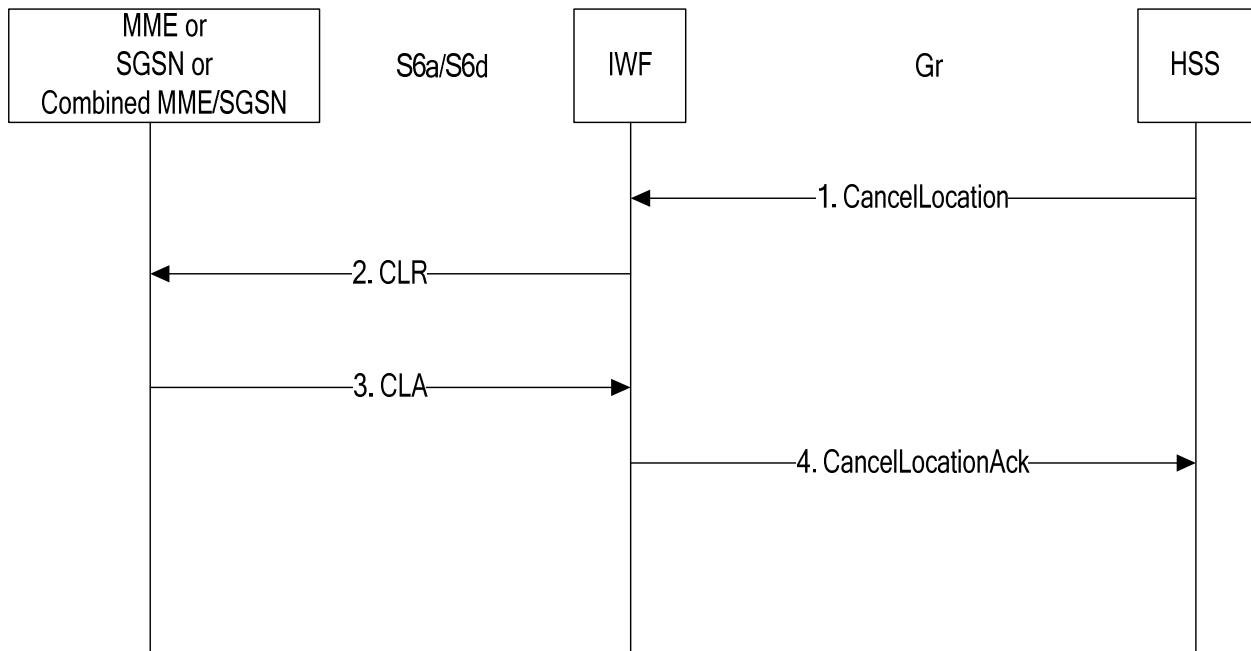 MME or
SGSN or
Combined MME/SGSN
S6a/S6d
IWF
Gr
HSS
1. CancelLocation
2. CLR
3. CLA
4. CancelLocationAck